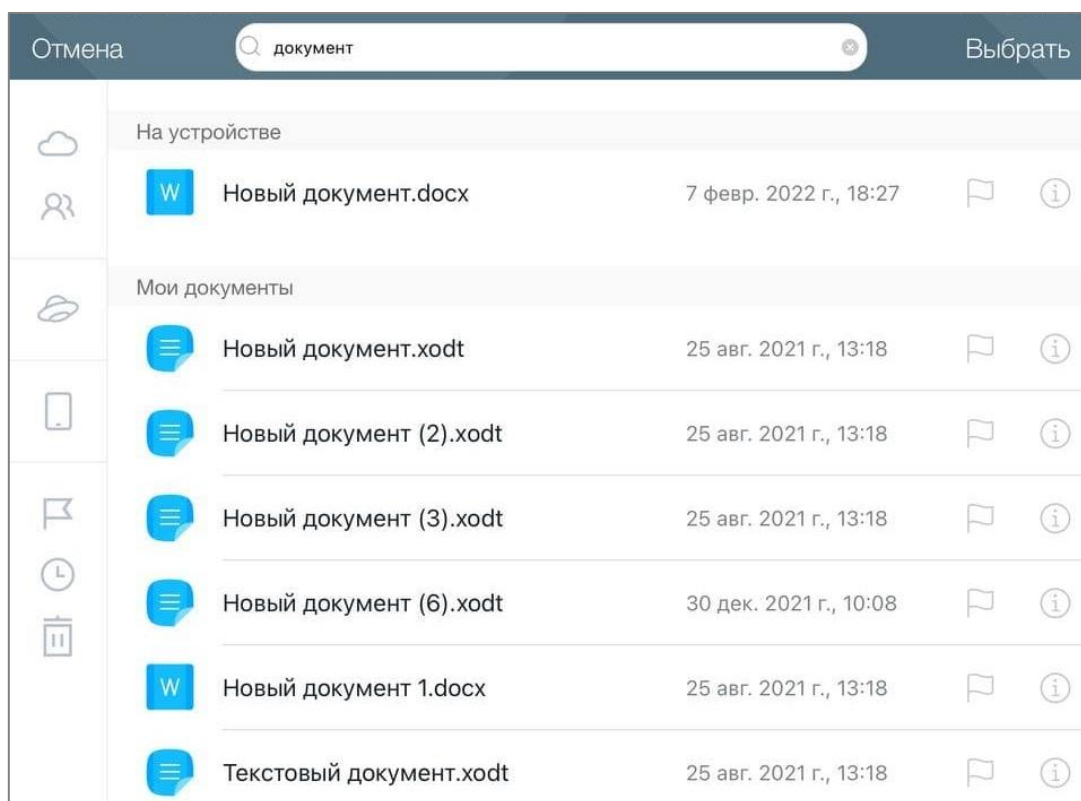 Отмена документ Выбрать
На устройстве
W Новый документ.docx 7 февр. 2022 г., 18:27
Мои документы
Новый документ.xodt 25 авг. 2021 г., 13:18
Новый документ (2).xodt 25 авг. 2021 г., 13:18
Новый документ (3).xodt 25 авг. 2021 г., 13:18
Новый документ (6).xodt 30 дек. 2021 г., 10:08
W Новый документ 1.docx 25 авг. 2021 г., 13:18
Текстовый документ.xodt 25 авг. 2021 г., 13:18